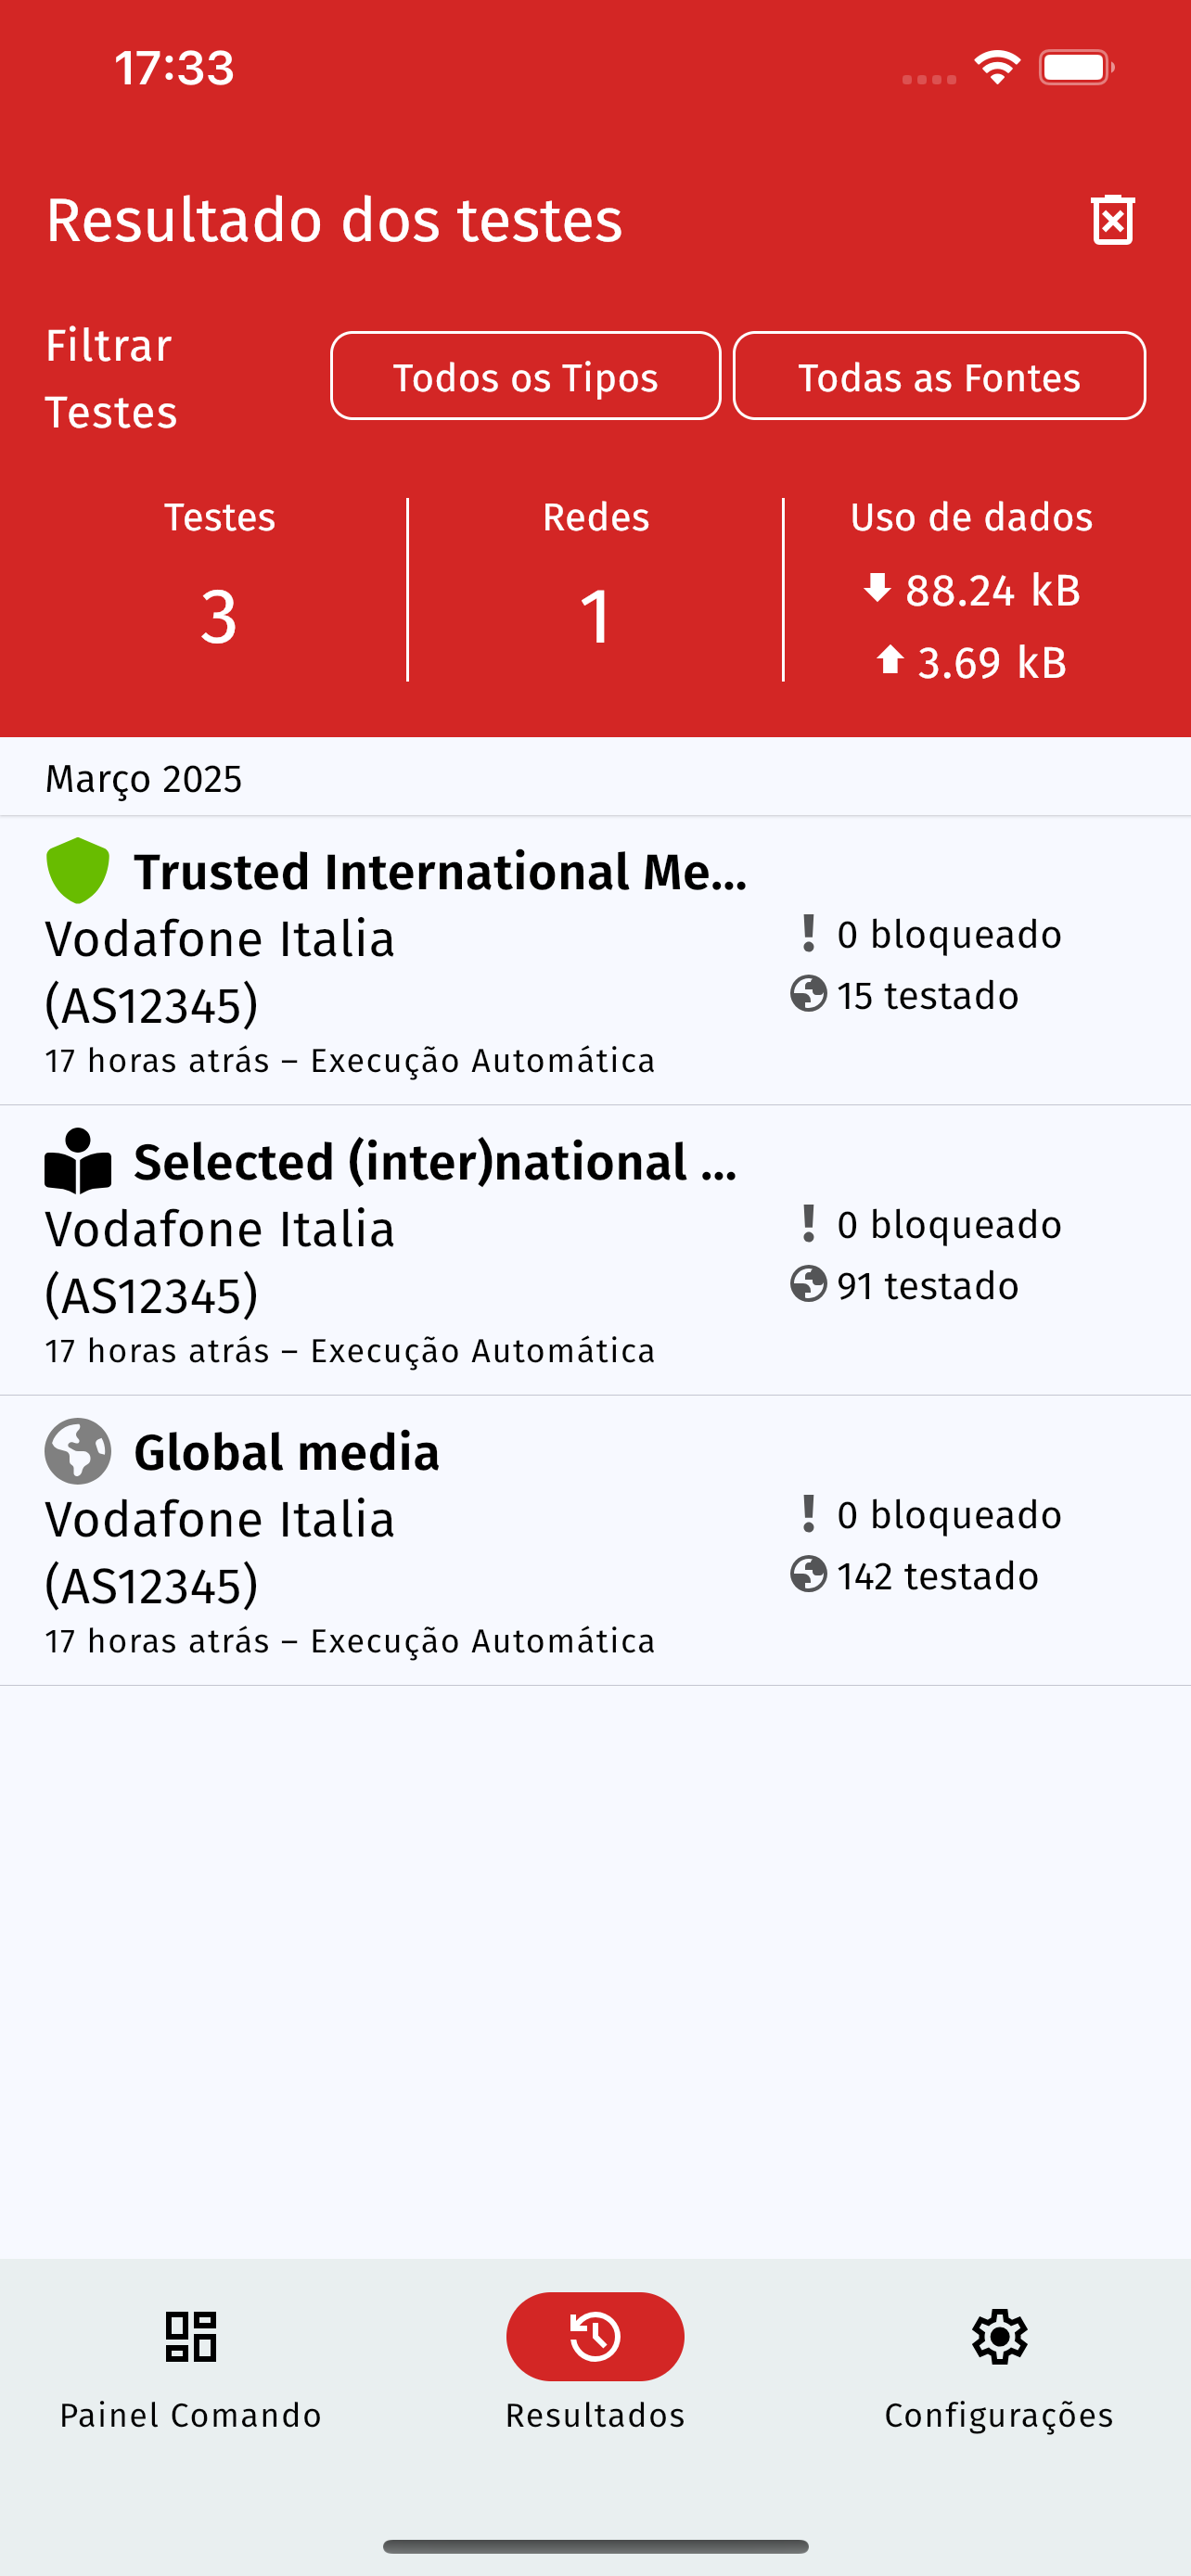 17:33
Resultado dos testes
Filtrar
Testes
Todos os Tipos
Todas as Fontes
Testes
3
Redes
1
Uso de dados
88.24 kB
3.69 kB
Março 2025
Trusted International Me...
Vodafone Italia
(AS12345)
0 bloqueado
15 testado
17 horas atrás – Execução Automática
Selected (inter)national ...
Vodafone Italia
(AS12345)
0 bloqueado
91 testado
17 horas atrás – Execução Automática
Global media
Vodafone Italia
(AS12345)
0 bloqueado
142 testado
17 horas atrás – Execução Automática
Painel Comando
Resultados
Configurações